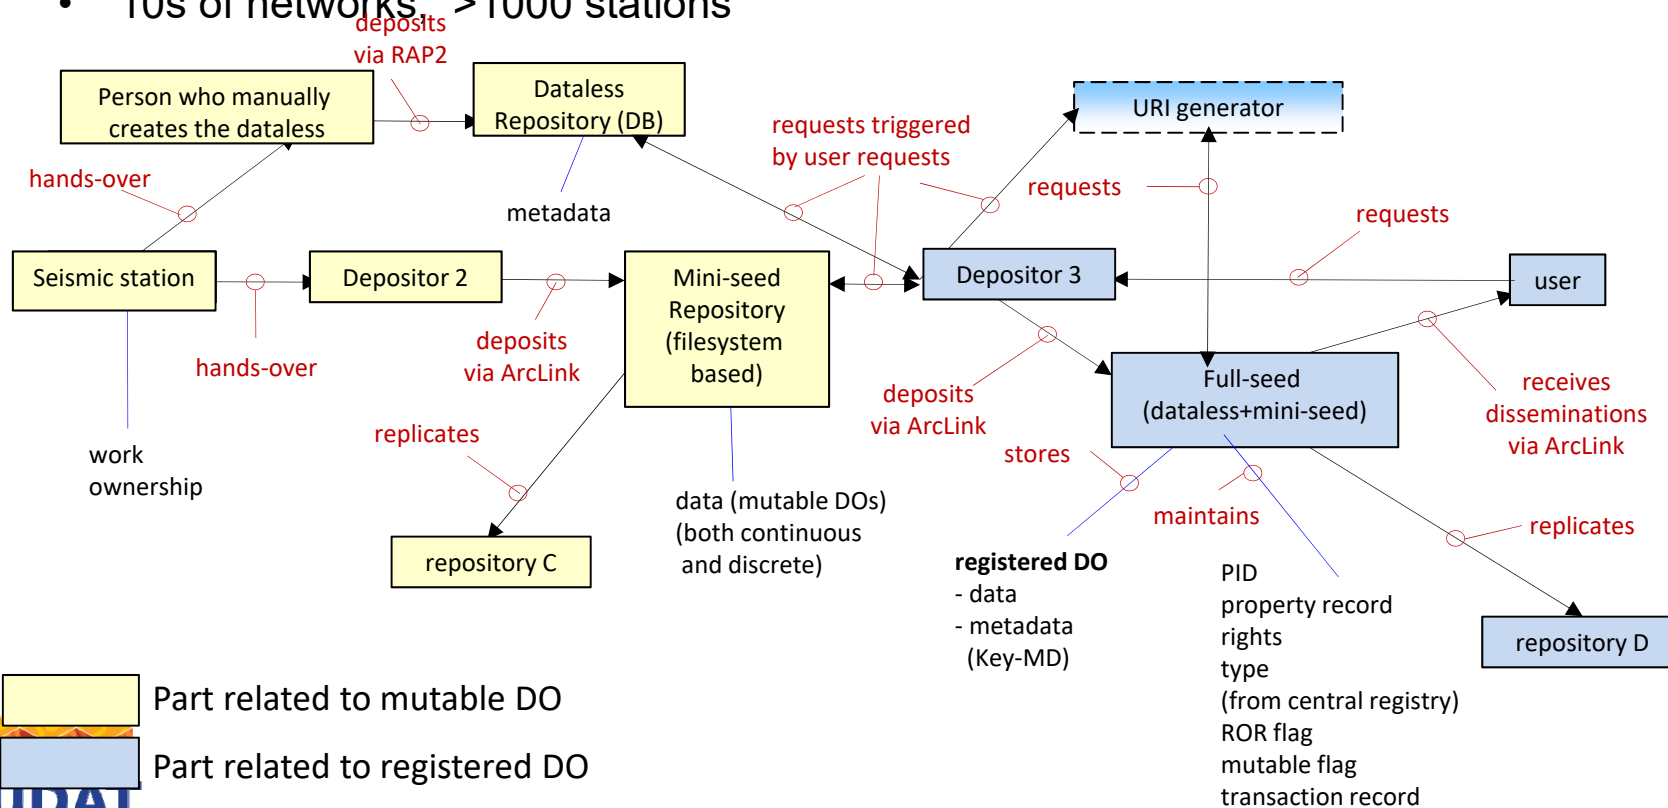 • 10s of networks, >1000 stations
deposits
via RAP2
Person who manually
creates the dataless
Dataless
Repository (DB)
requests triggered
by user requests
URI generator
hands-over
metadata
requests
requests
Seismic station
Depositor 2
Mini-seed
Repository
(filesystem
based)
Depositor 3
user
hands-over
deposits
via ArcLink
deposits
via ArcLink
Full-seed
(dataless+mini-seed)
receives
disseminations
via ArcLink
work
ownership
replicates
data (mutable DOs)
(both continuous
and discrete)
stores
maintains
replicates
repository C
registered DO
- data
- metadata
(Key-MD)
PID
property record
rights
type
(from central registry)
ROR flag
mutable flag
transaction record
repository D
Part related to mutable DO
Part related to registered DO